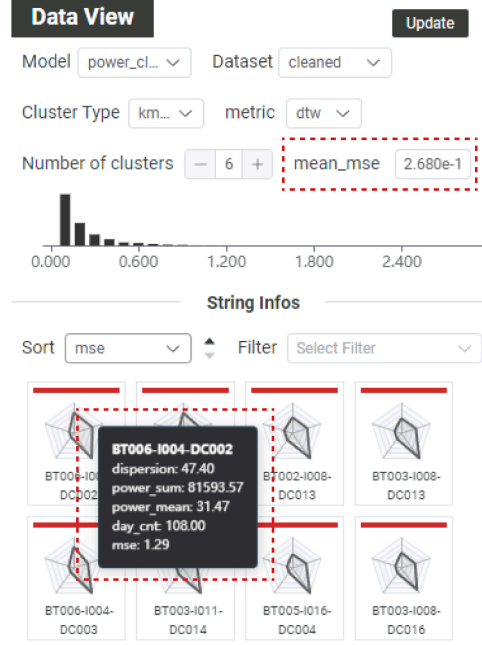 Data View
Update
Model power_cl... Dataset cleaned
Cluster Type km... metric dtw
Number of clusters − 6 + mean_mse 2.680e-1
0.000 0.600 1.200 1.800 2.400
String Infos
Sort mse Filter Select Filter
BT006-I004-DC002
dispersion: 47.40
power_sum: 81593.57
power_mean: 31.47
day_cnt: 108.00
mse: 1.29
BT006-I00
DC002
BT002-I008-
DC013
BT003-I008-
DC013
BT006-I004-
DC003
BT003-I011-
DC014
BT005-I016-
DC004
BT003-I008-
DC016